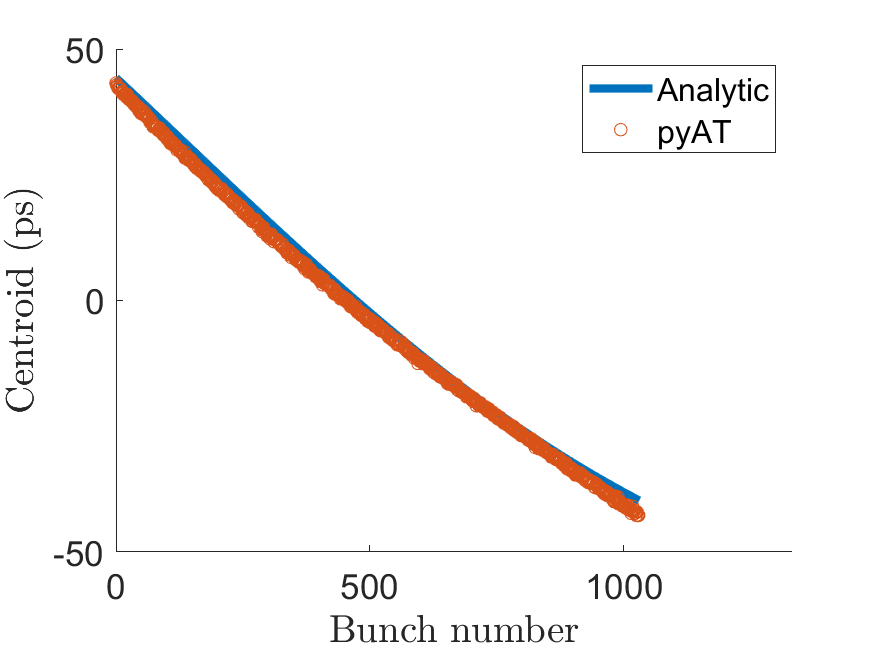 50
Analytic
pyAT
0
-50
0 500 1000
Centroid (ps)
Bunch number